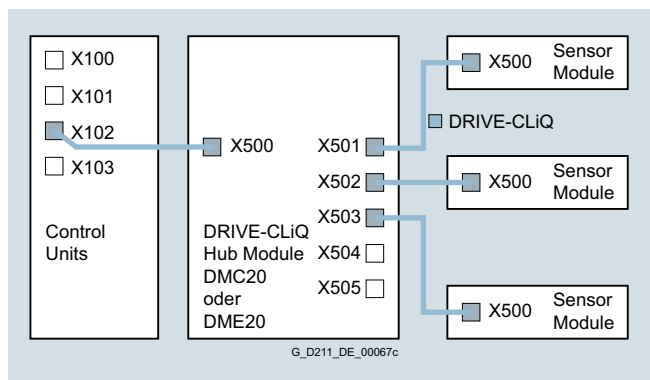 X100
X101
X102
X103
Control
Units
X500
X501
X502
X503
X504
X505
DRIVE-CLiQ
Hub Module
DMC20
oder
DME20
X500
Sensor
Module
DRIVE-CLiQ
X500
Sensor
Module
X500
Sensor
Module
G_D211_DE_00067c